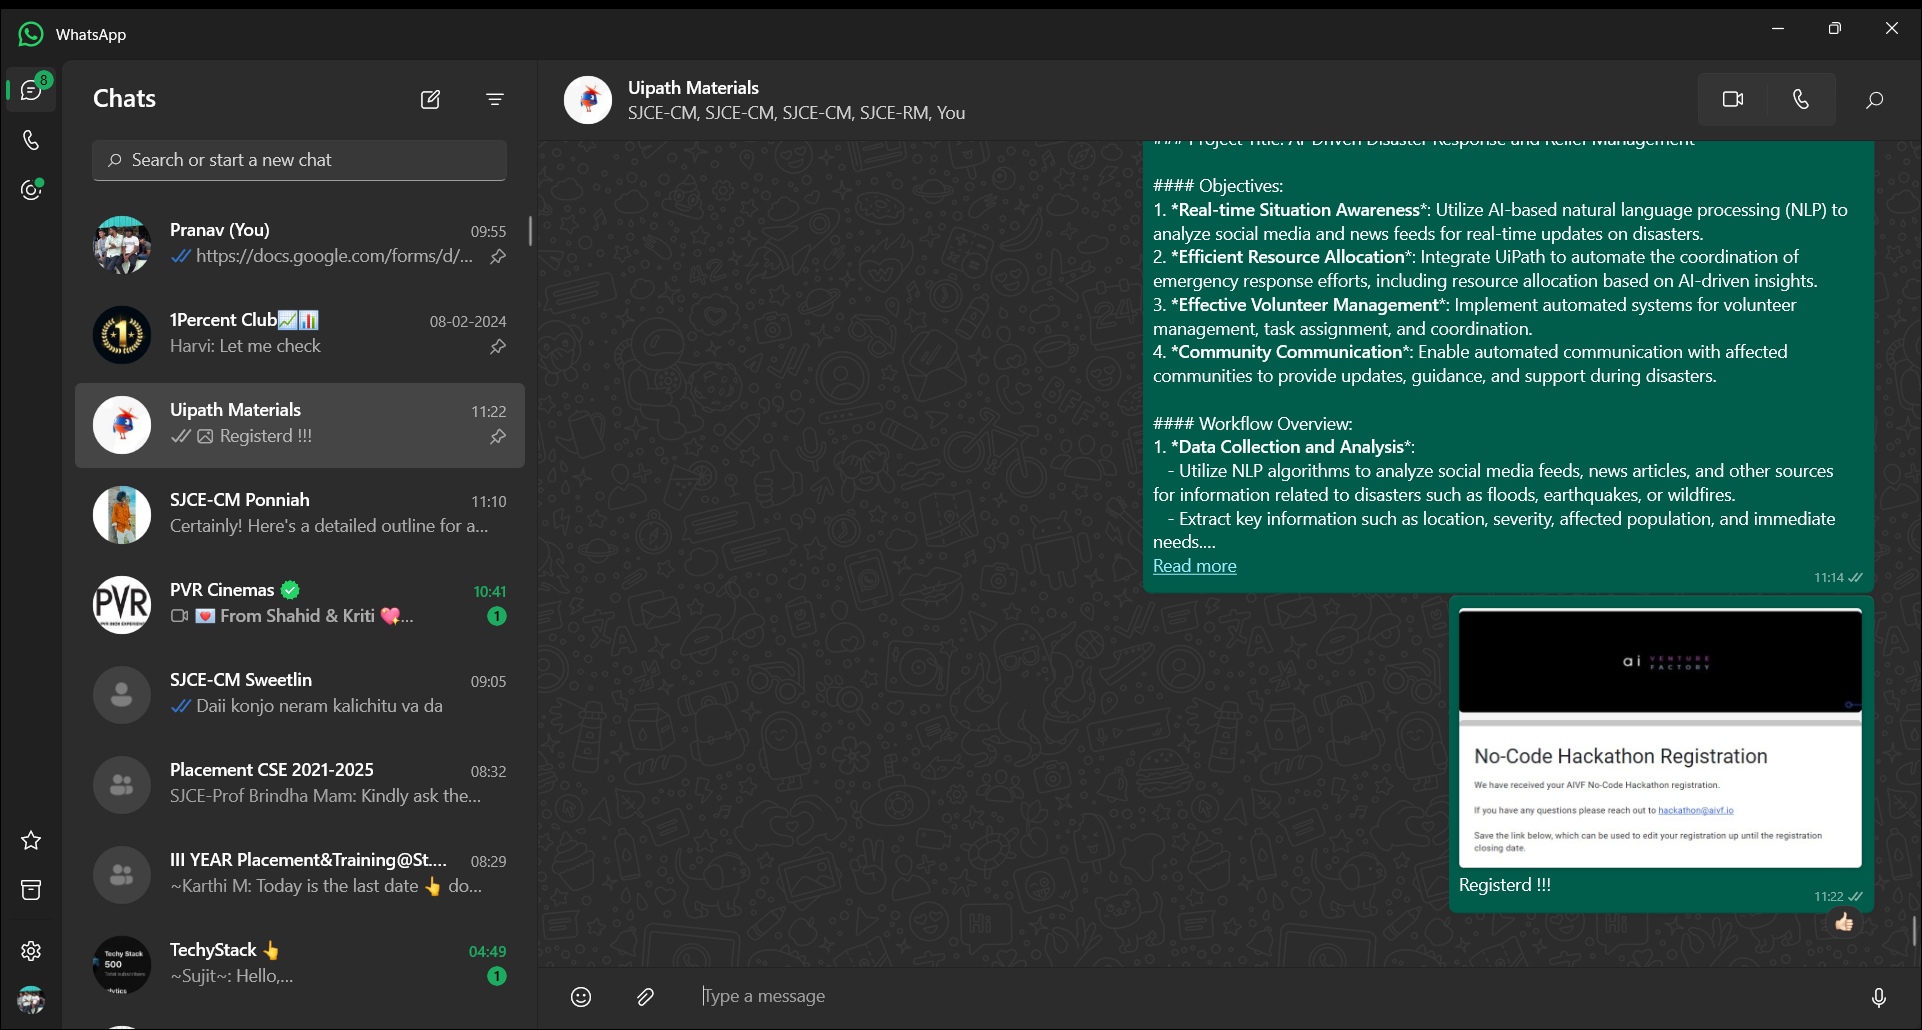 WhatsApp
8
Chats
Search or start a new chat
Pranav (You)
09:55
https://docs.google.com/forms/d/...
1Percent Club📈📊
08-02-2024
Harvi: Let me check
Uipath Materials
11:22
Registerd !!!
SJCE-CM Ponniah
11:10
Certainly! Here's a detailed outline for a...
PVR
PVR Cinemas
10:41
💌 From Shahid & Kriti 💖...
1
SJCE-CM Sweetlin
09:05
Daii konjo neram kalichitu va da
Placement CSE 2021-2025
08:32
SJCE-Prof Brindha Mam: Kindly ask the...
III YEAR Placement&Training@St....
08:29
~Karthi M: Today is the last date 👆 do...
Techy Stack
500
TechyStack 👆
04:49
~Sujit~: Hello,...
1
Uipath Materials
SJCE-CM, SJCE-CM, SJCE-CM, SJCE-RM, You
### Project Title: AI-Driven Disaster Response and Relief Management
#### Objectives:
1. *Real-time Situation Awareness*: Utilize AI-based natural language processing (NLP) to
analyze social media and news feeds for real-time updates on disasters.
2. *Efficient Resource Allocation*: Integrate UiPath to automate the coordination of
emergency response efforts, including resource allocation based on AI-driven insights.
3. *Effective Volunteer Management*: Implement automated systems for volunteer
management, task assignment, and coordination.
4. *Community Communication*: Enable automated communication with affected
communities to provide updates, guidance, and support during disasters.
#### Workflow Overview:
1. *Data Collection and Analysis*:
- Utilize NLP algorithms to analyze social media feeds, news articles, and other sources
for information related to disasters such as floods, earthquakes, or wildfires.
- Extract key information such as location, severity, affected population, and immediate
needs....
Read more
11:14
ai VENTURE
FACTORY
No-Code Hackathon Registration
We have received your AIVF No-Code Hackathon registration.
If you have any questions please reach out to hackathon@aivf.io
Save the link below, which can be used to edit your registration up until the registration
closing date.
Registerd !!!
11:22
Type a message